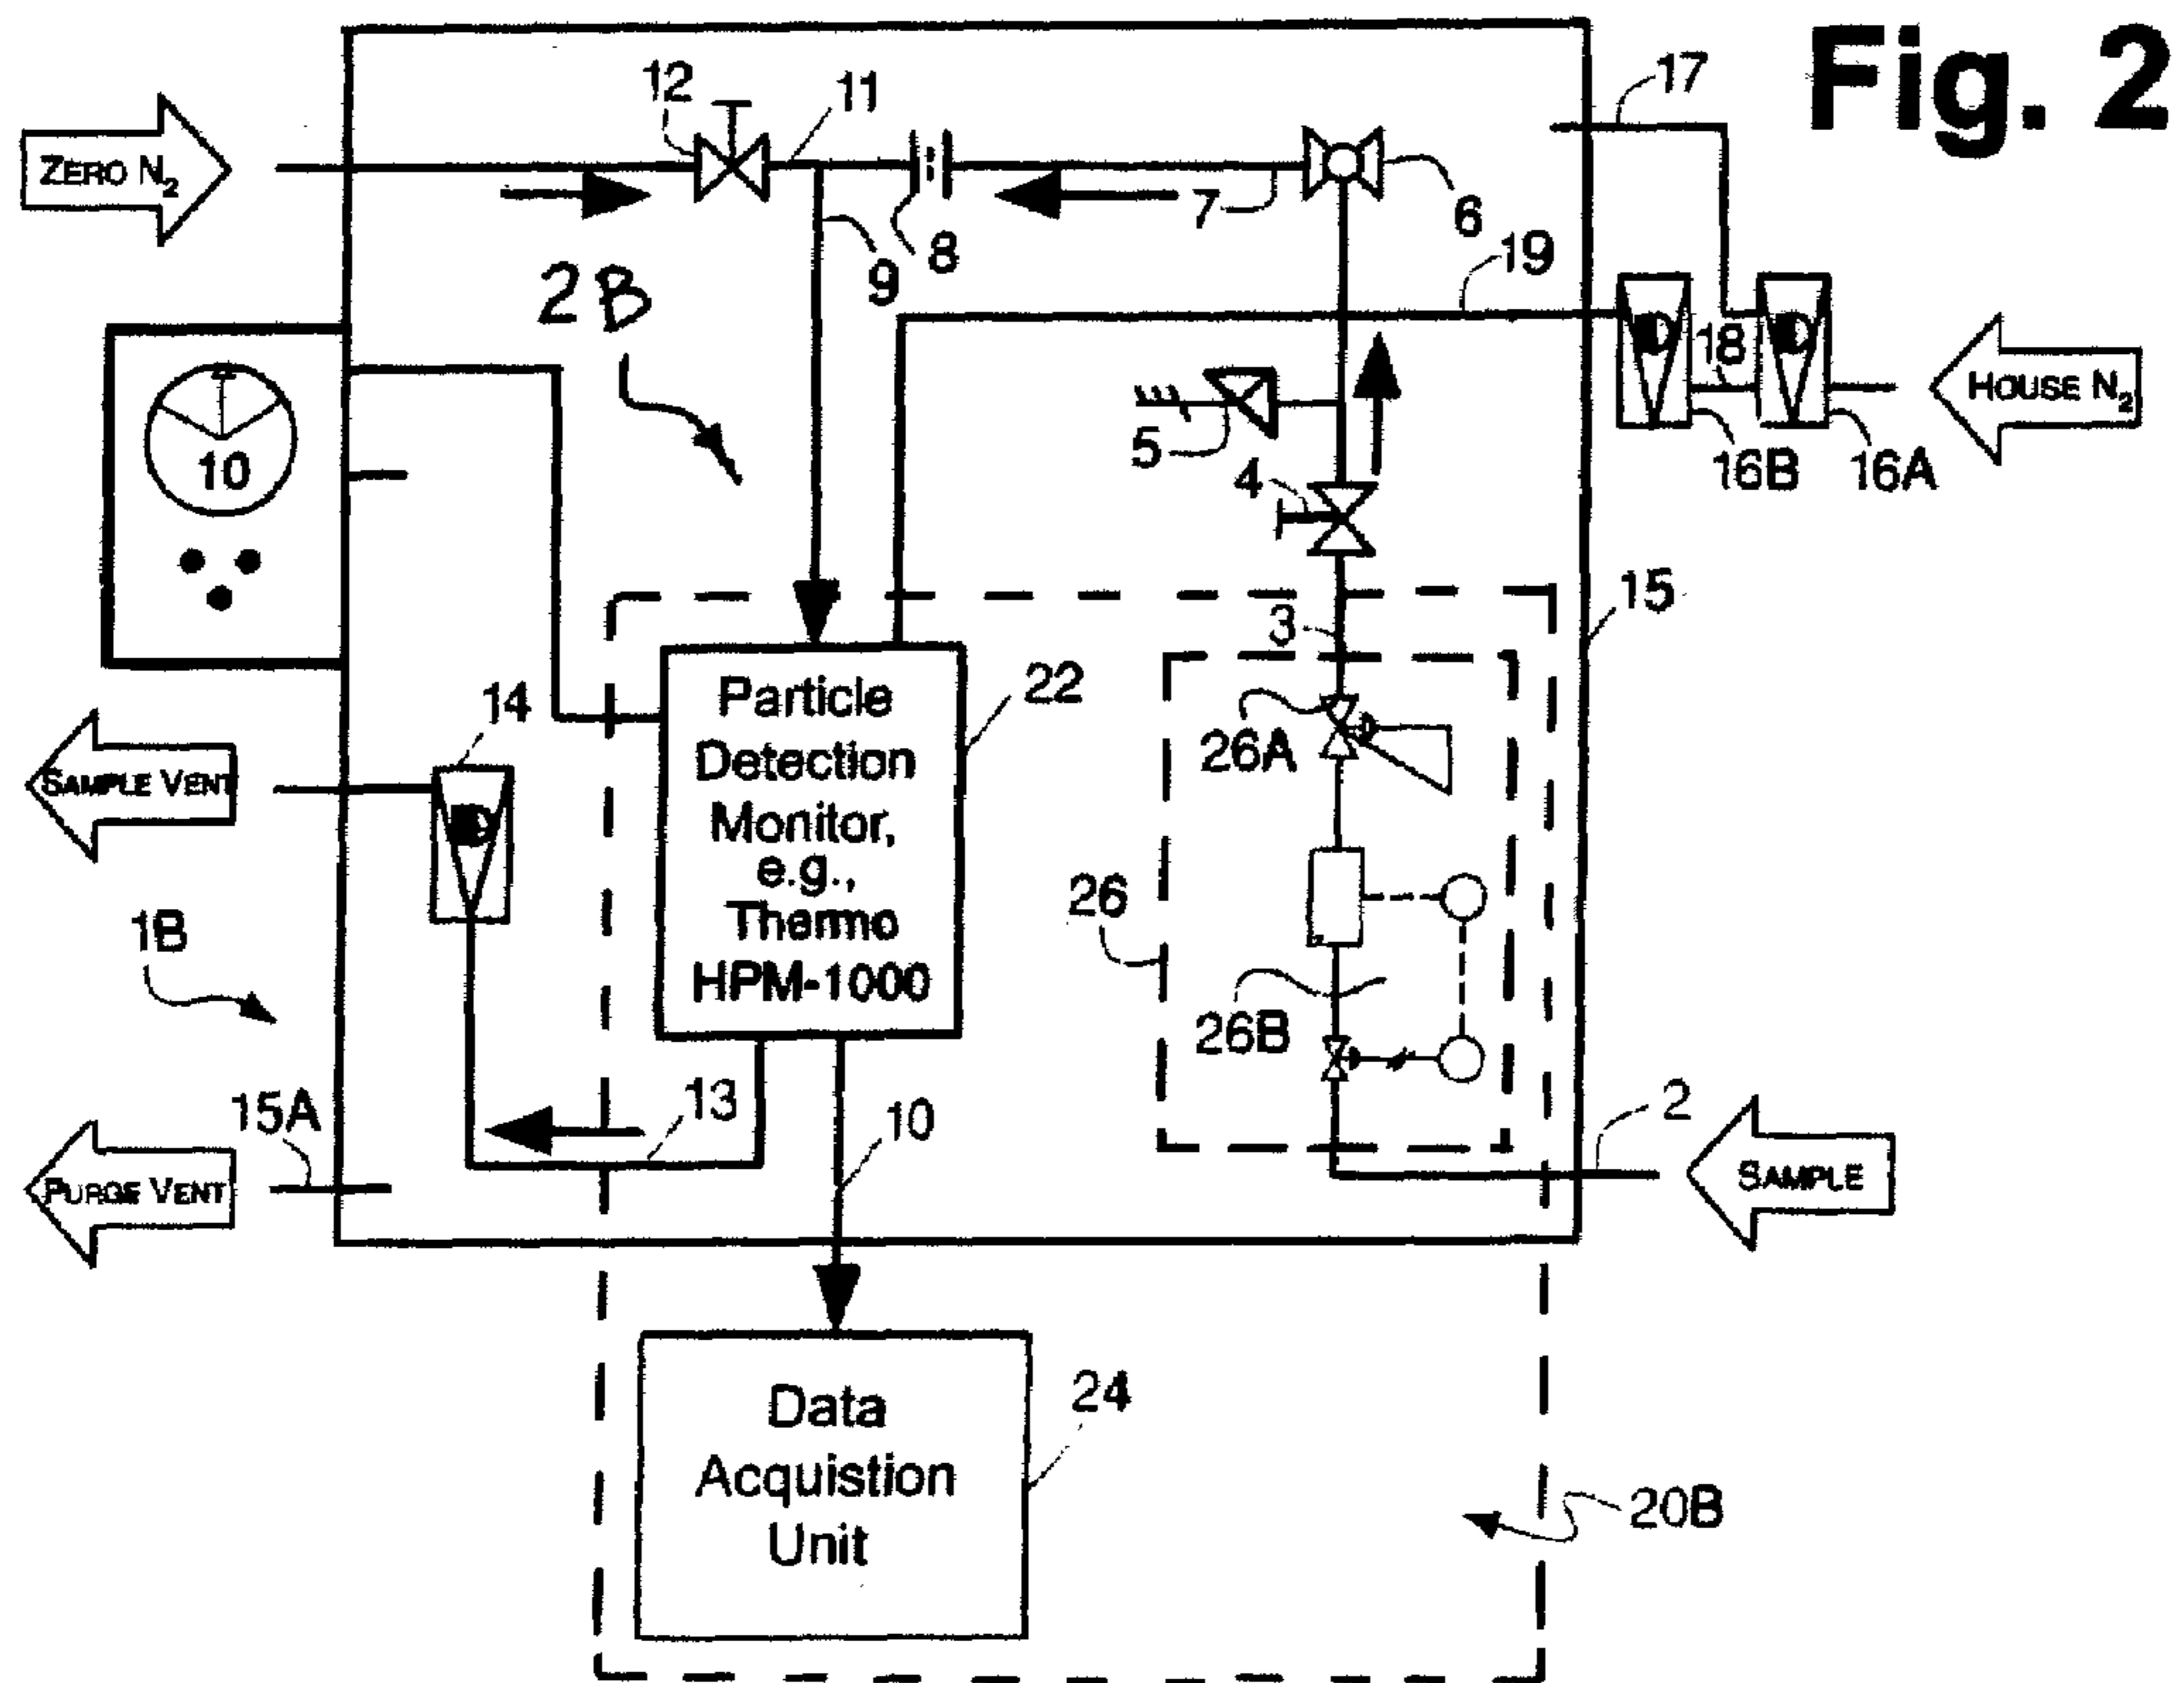 Fig. 2
12
11
17
ZERO N2
7
6
8
9
19
2B
18
HOUSE N2
5
16B
16A
10
4
15
3
14
Particle
Detection
Monitor,
e.g.,
Thermo
HPM-1000
22
26A
SAMPLE VENT
26
1B
26B
15A
13
10
2
PURGE VENT
SAMPLE
Data
Acquistion
Unit
24
20B